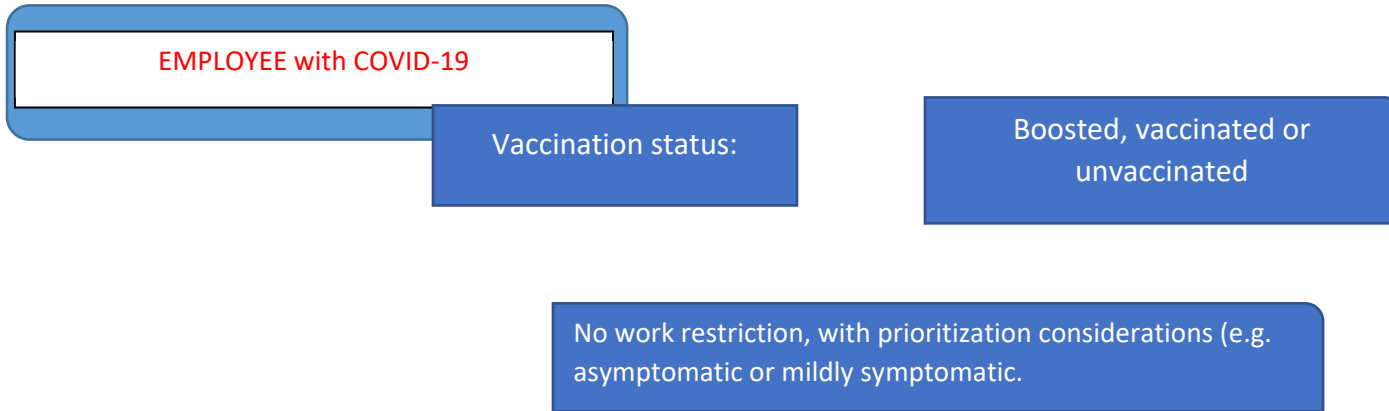 EMPLOYEE with COVID-19
Vaccination status:
Boosted, vaccinated or
unvaccinated
No work restriction, with prioritization considerations (e.g.
asymptomatic or mildly symptomatic.